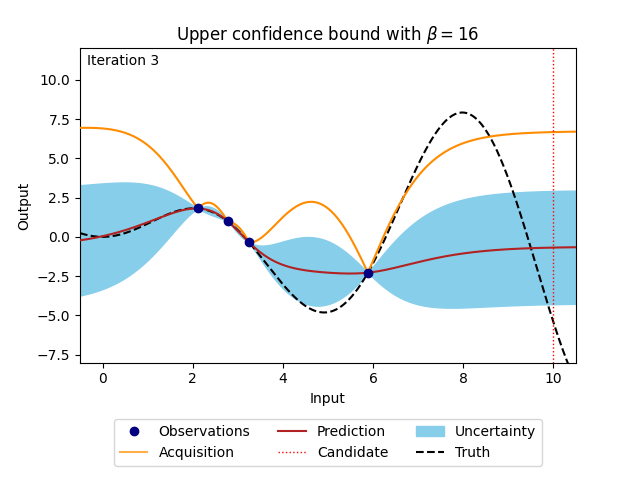 Upper confidence bound with β = 16
Iteration 3
10.0
7.5
5.0
2.5
0.0
−2.5
−5.0
−7.5
Output
0 2 4 6 8 10
Input
Observations Prediction Uncertainty
Acquisition Candidate Truth